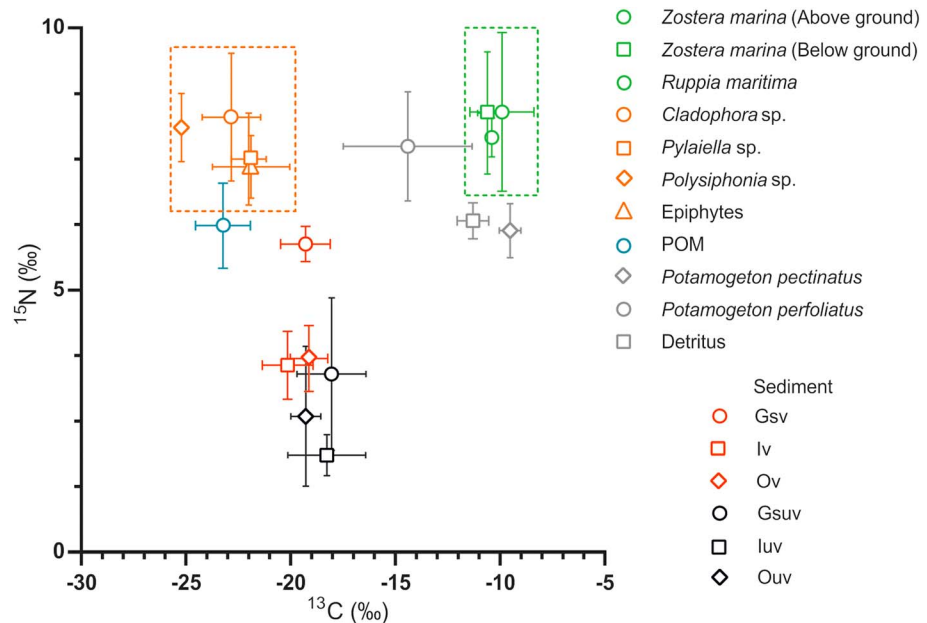 10
5
0
-30
-25
-20
-15
-10
-5
15N (‰)
13C (‰)
Zostera marina (Above ground)
Zostera marina (Below ground)
Ruppia maritima
Cladophora sp.
Pylaiella sp.
Polysiphonia sp.
Epiphytes
POM
Potamogeton pectinatus
Potamogeton perfoliatus
Detritus
Sediment
Gsv
Iv
Ov
Gsuv
Iuv
Ouv